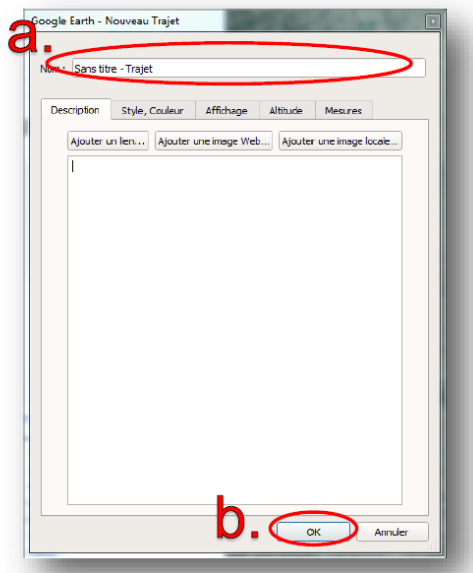 Google Earth - Nouveau Trajet
a.
Nom : Sans titre - Trajet
Description Style, Couleur Affichage Altitude Mesures
Ajouter un lien... Ajouter une image Web... Ajouter une image locale...
b.
OK Annuler